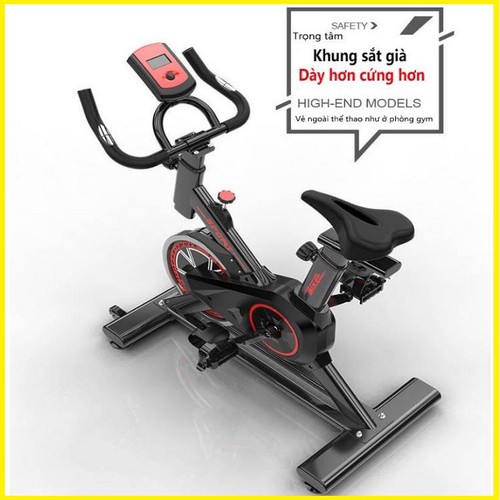 SAFETY
Trọng tâm
Khung sắt già
Dày hơn cứng hơn
HIGH-END MODELS
Vẻ ngoài thể thao như ở phòng gym